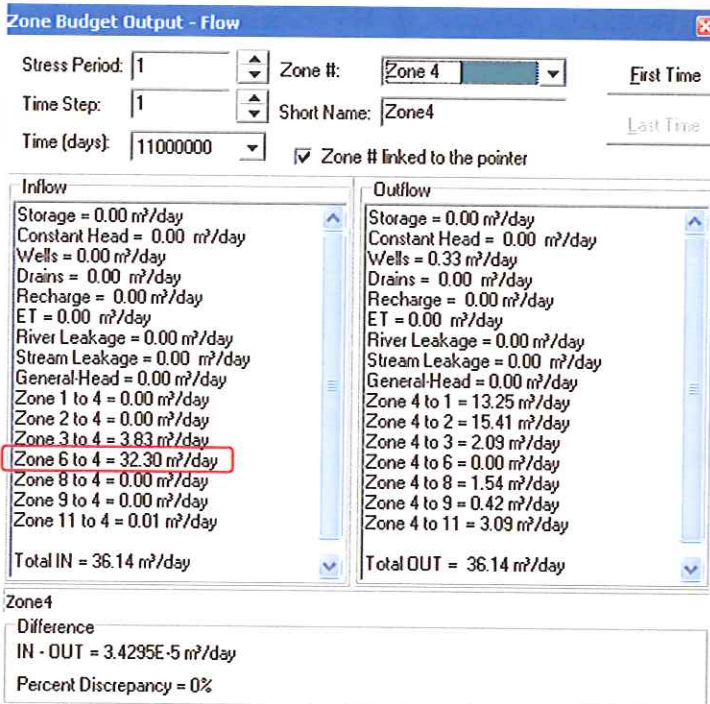 Zone Budget Output - Flow
Stress Period: 1
Zone #: Zone 4
First Time
Time Step: 1
Short Name: Zone4
Last Time
Time (days): 11000000
Zone # linked to the pointer
Inflow
Storage = 0.00 m³/day
Constant Head = 0.00 m³/day
Wells = 0.00 m³/day
Drains = 0.00 m³/day
Recharge = 0.00 m³/day
ET = 0.00 m³/day
River Leakage = 0.00 m³/day
Stream Leakage = 0.00 m³/day
General-Head = 0.00 m³/day
Zone 1 to 4 = 0.00 m³/day
Zone 2 to 4 = 0.00 m³/day
Zone 3 to 4 = 3.83 m³/day
Zone 6 to 4 = 32.30 m³/day
Zone 8 to 4 = 0.00 m³/day
Zone 9 to 4 = 0.00 m³/day
Zone 11 to 4 = 0.01 m³/day
Total IN = 36.14 m³/day
Outflow
Storage = 0.00 m³/day
Constant Head = 0.00 m³/day
Wells = 0.33 m³/day
Drains = 0.00 m³/day
Recharge = 0.00 m³/day
ET = 0.00 m³/day
River Leakage = 0.00 m³/day
Stream Leakage = 0.00 m³/day
General-Head = 0.00 m³/day
Zone 4 to 1 = 13.25 m³/day
Zone 4 to 2 = 15.41 m³/day
Zone 4 to 3 = 2.09 m³/day
Zone 4 to 6 = 0.00 m³/day
Zone 4 to 8 = 1.54 m³/day
Zone 4 to 9 = 0.42 m³/day
Zone 4 to 11 = 3.09 m³/day
Total OUT = 36.14 m³/day
Zone4
Difference
IN - OUT = 3.4295E-5 m³/day
Percent Discrepancy = 0%